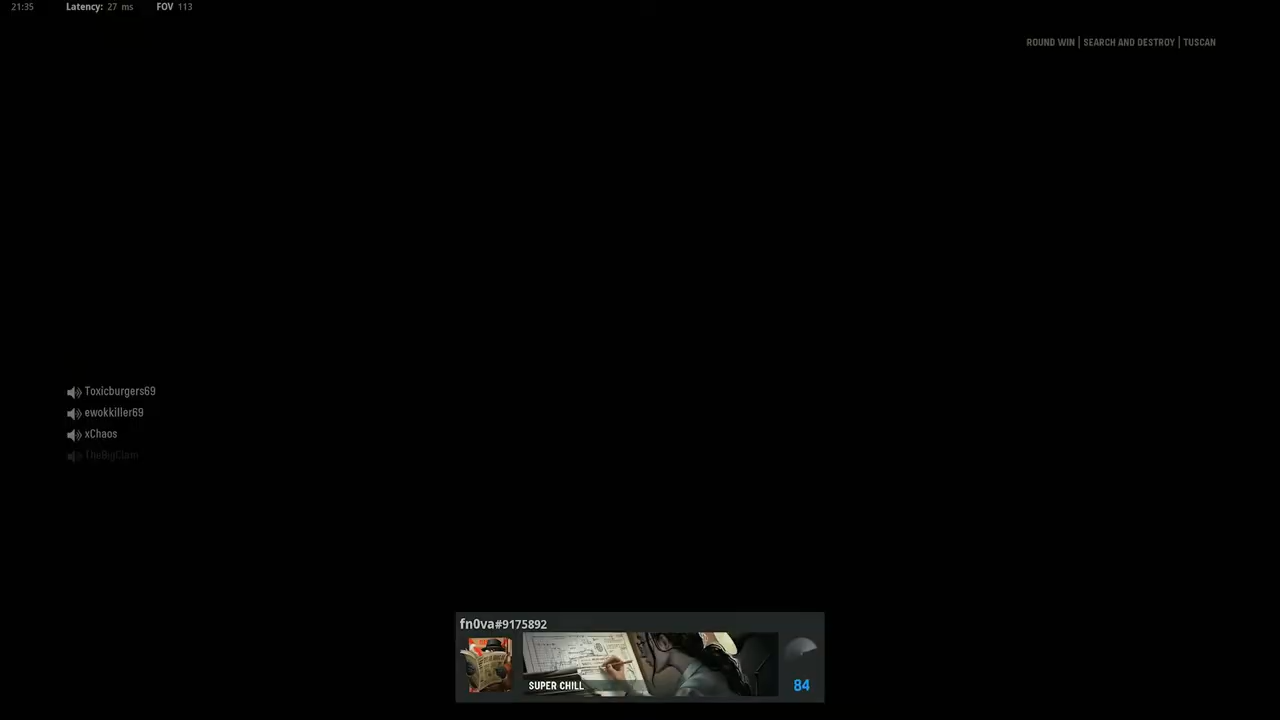 21:35 Latency: 27 ms FOV 113
ROUND WIN | SEARCH AND DESTROY | TUSCAN
Toxicburgers69
ewokkiller69
xChaos
TheBigClam
fn0va#9175892
SUPER CHILL
84